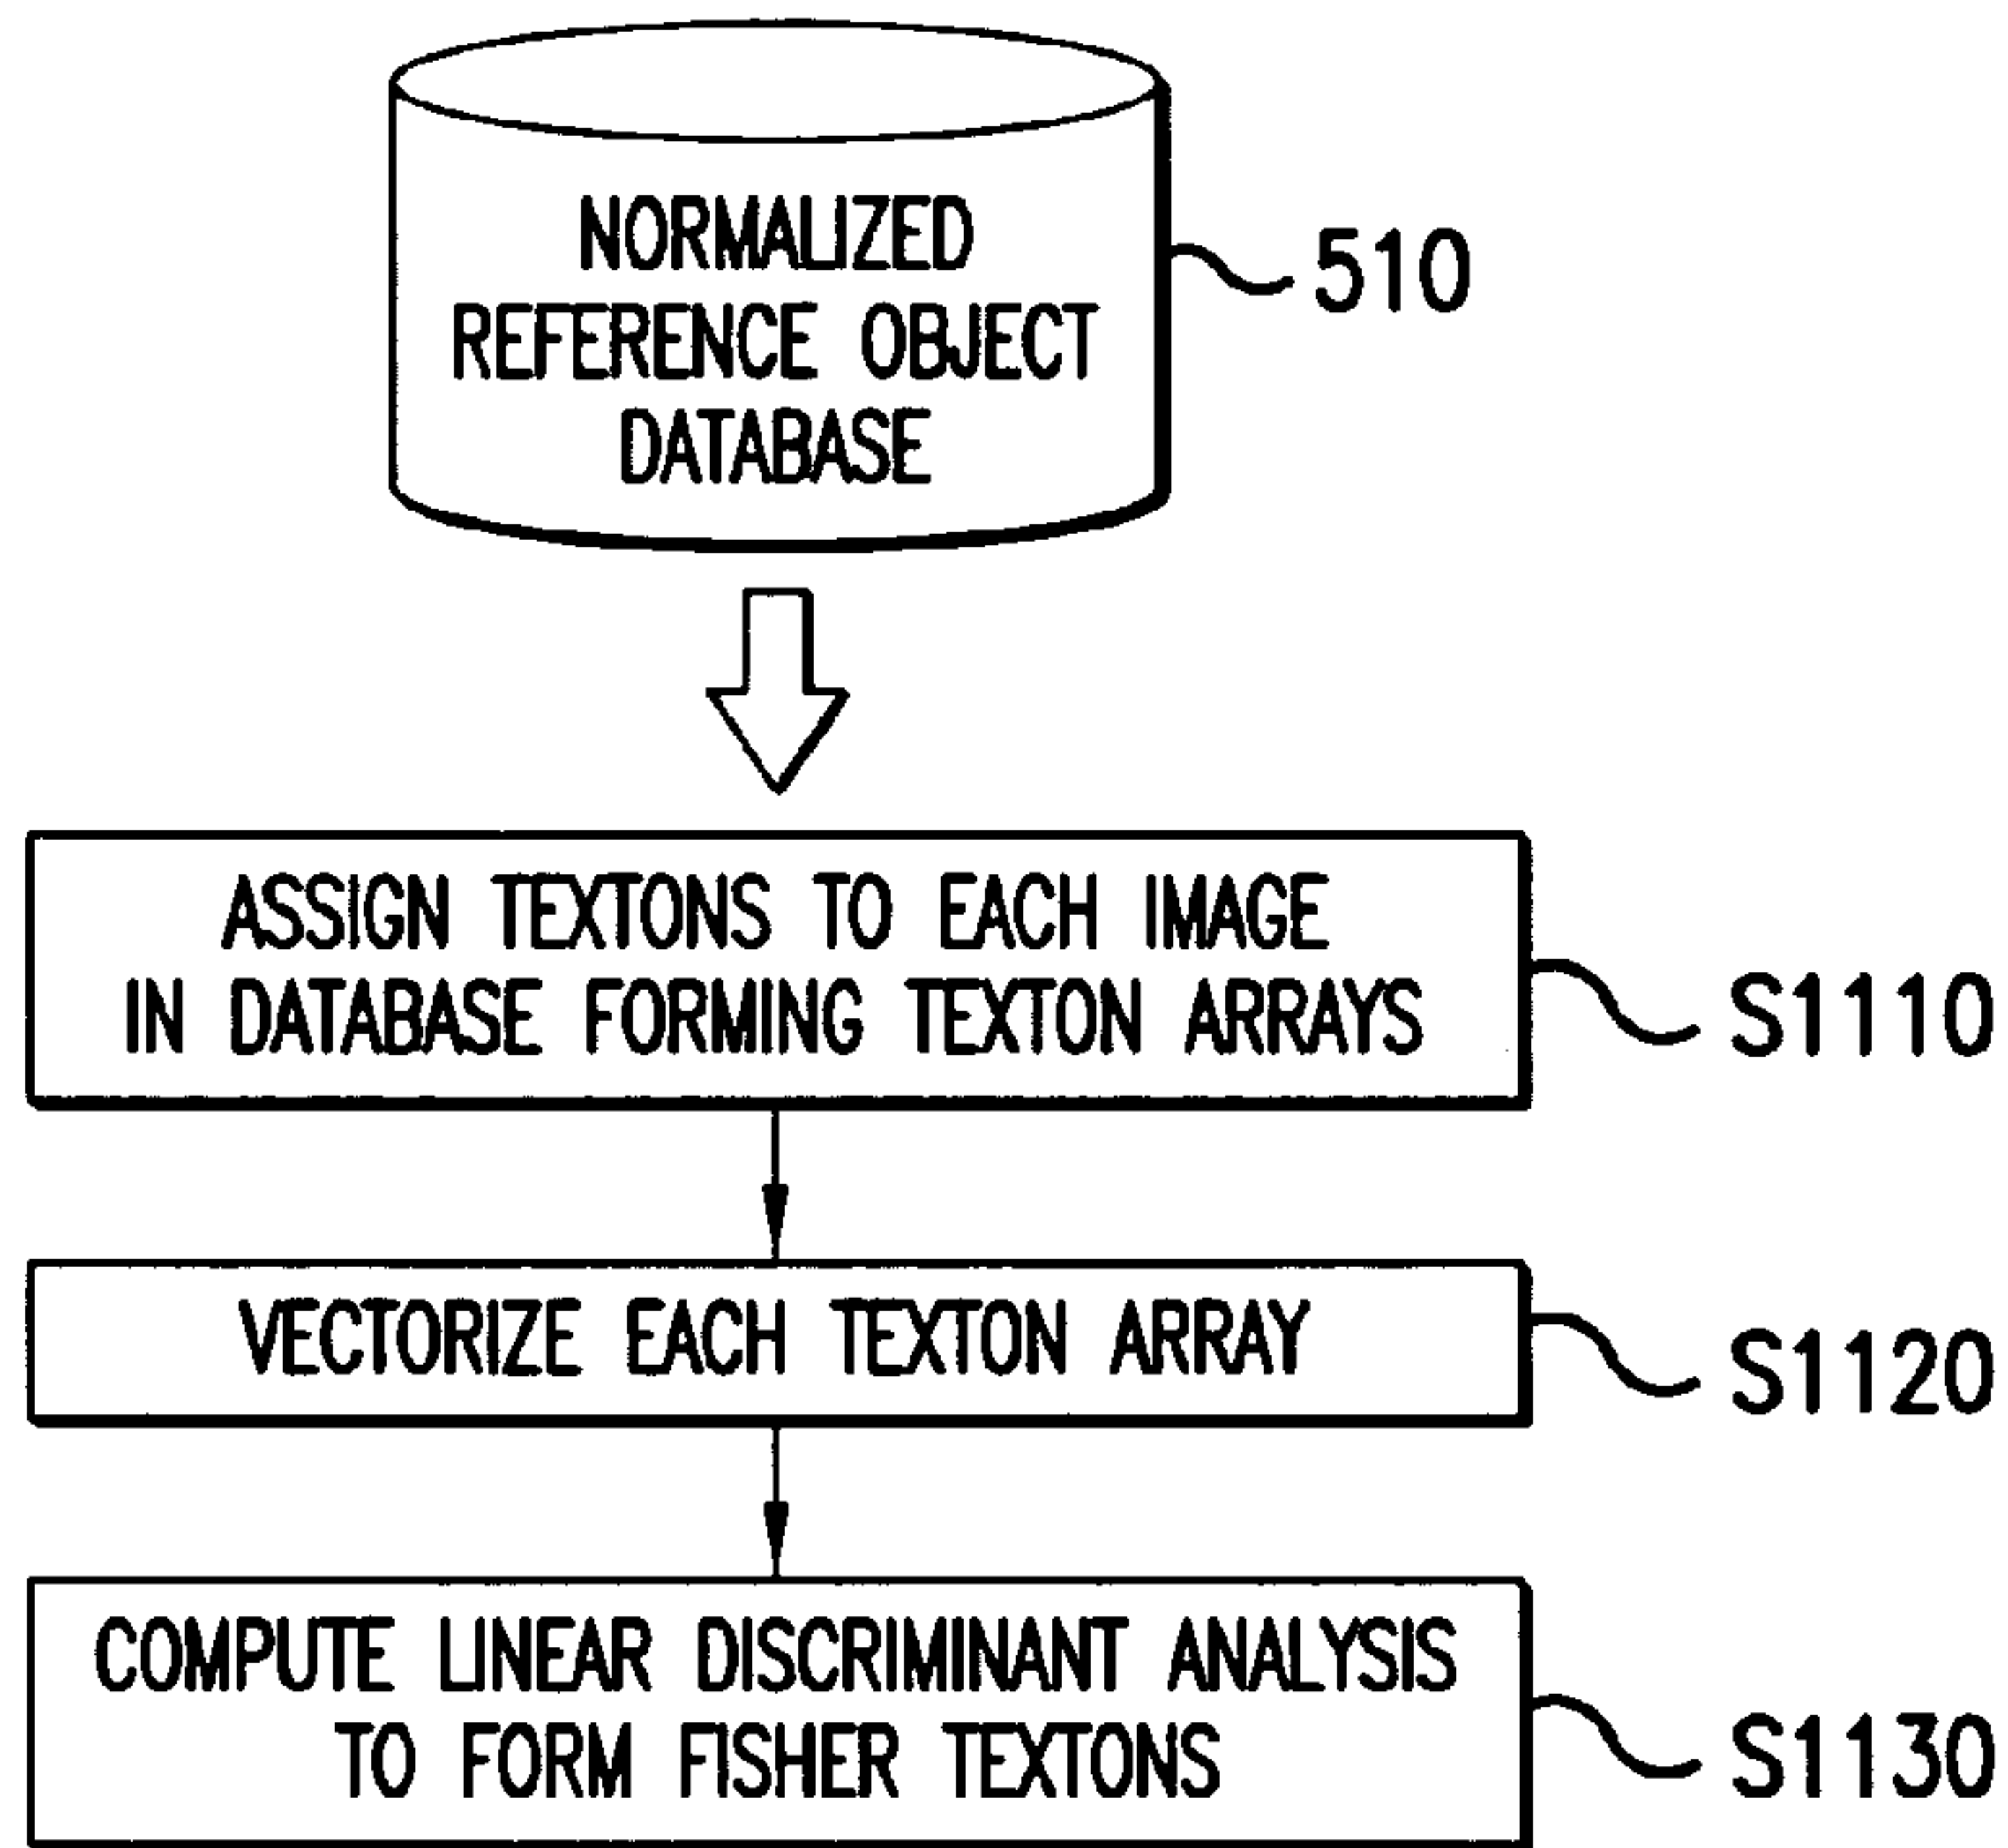 NORMALIZED
REFERENCE OBJECT
DATABASE
510
ASSIGN TEXTONS TO EACH IMAGE
IN DATABASE FORMING TEXTON ARRAYS
S1110
VECTORIZE EACH TEXTON ARRAY
S1120
COMPUTE LINEAR DISCRIMINANT ANALYSIS
TO FORM FISHER TEXTONS
S1130